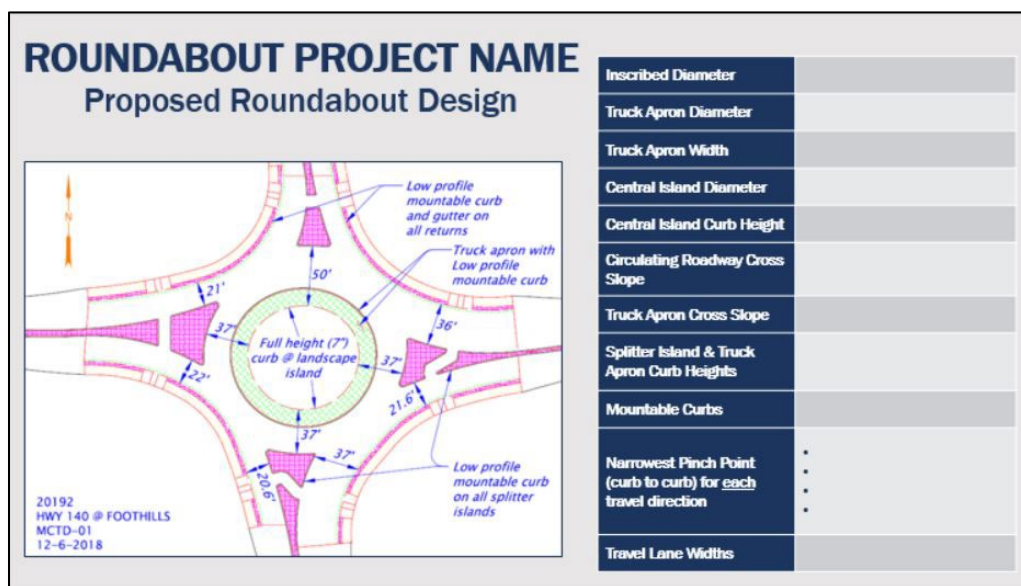 ROUNDABOUT PROJECT NAME
Proposed Roundabout Design
N
Low profile
mountable curb
and gutter on
all returns
Truck apron with
Low profile
mountable curb
50'
21'
37'
36'
Full height (7")
curb @ landscape
island
37'
22'
21.6'
37'
37'
20.6'
Low profile
mountable curb
on all splitter
islands
20192
HWY 140 @ FOOTHILLS
MCTD-01
12-6-2018
Inscribed Diameter
Truck Apron Diameter
Truck Apron Width
Central Island Diameter
Central Island Curb Height
Circulating Roadway Cross
Slope
Truck Apron Cross Slope
Splitter Island & Truck
Apron Curb Heights
Mountable Curbs
Narrowest Pinch Point
(curb to curb) for each
travel direction
•
•
•
•
Travel Lane Widths